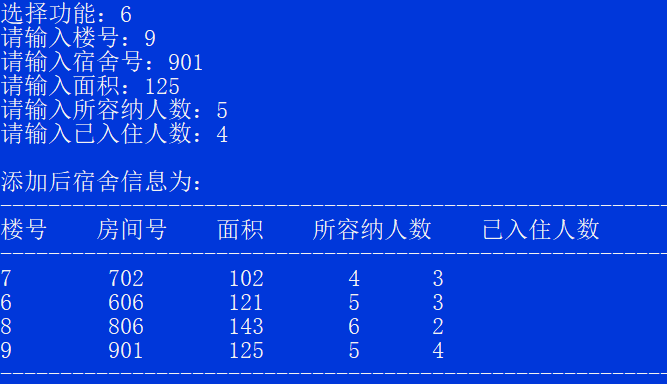 选择功能：6
请输入楼号：9
请输入宿舍号：901
请输入面积：125
请输入所容纳人数：5
请输入已入住人数：4
添加后宿舍信息为：
楼号 房间号 面积 所容纳人数 已入住人数
7 702 102 4 3
6 606 121 5 3
8 806 143 6 2
9 901 125 5 4